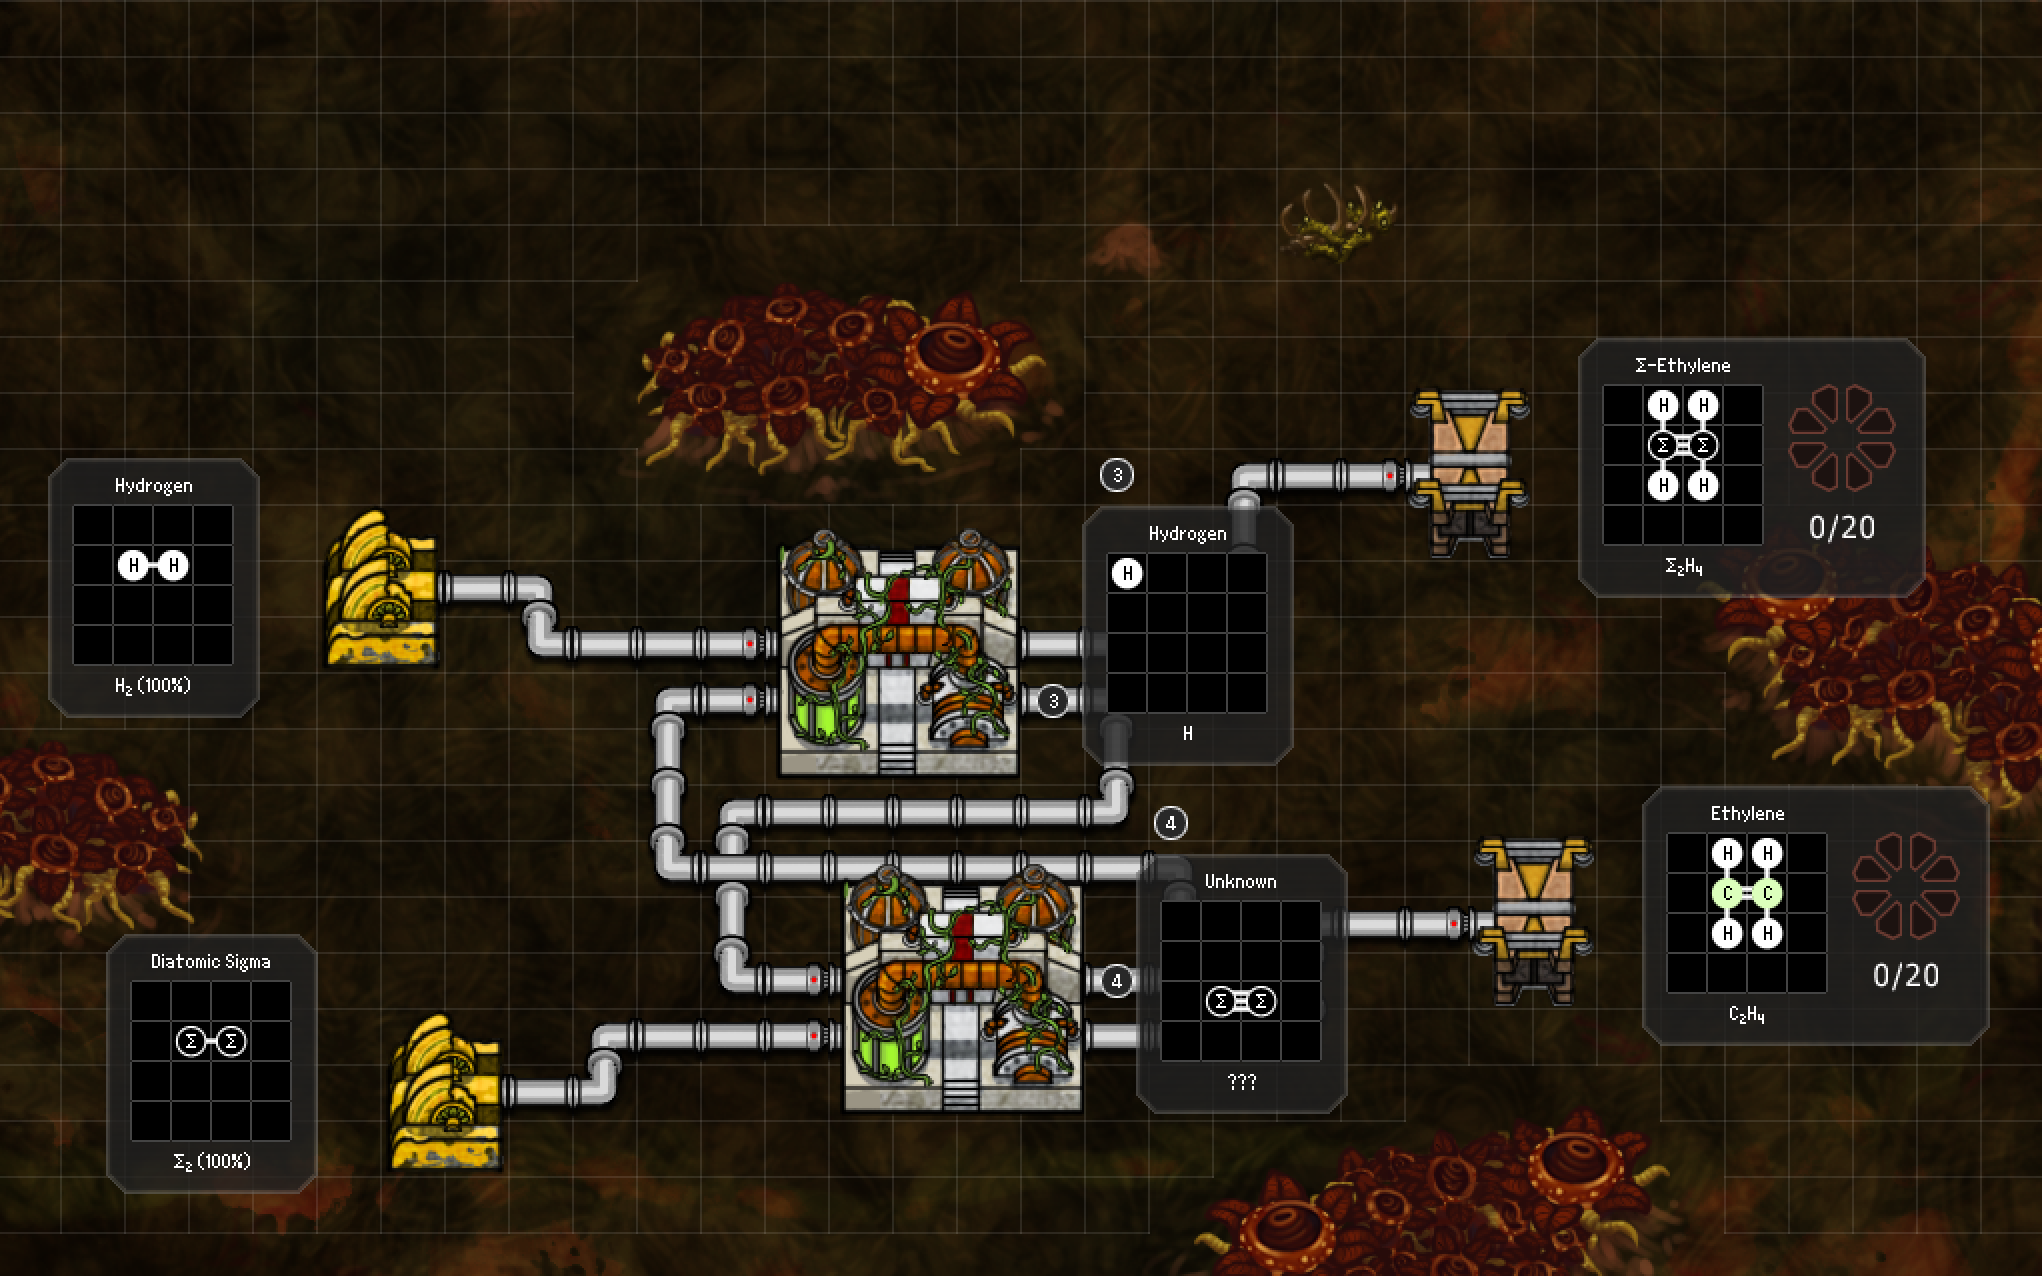 Σ-Ethylene
H H
Σ Σ
H H
Σ₂H₄
0/20
Hydrogen
H H
H₂ (100%)
3
Hydrogen
H
H
3
Ethylene
H H
C C
H H
C₂H₄
0/20
4
Unknown
Σ Σ
???
4
Diatomic Sigma
Σ Σ
Σ₂ (100%)